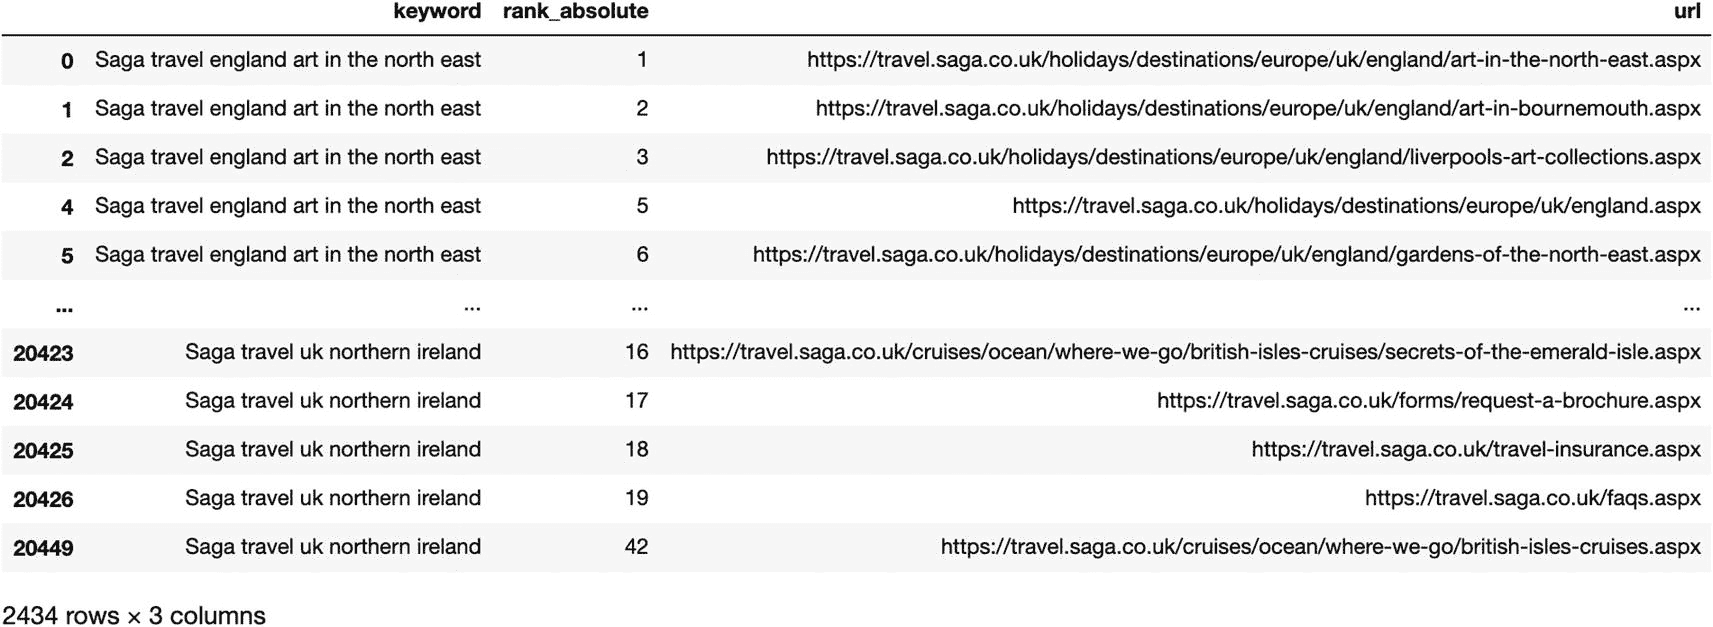 keyword rank_absolute url
0 Saga travel england art in the north east 1 https://travel.saga.co.uk/holidays/destinations/europe/uk/england/art-in-the-north-east.aspx
1 Saga travel england art in the north east 2 https://travel.saga.co.uk/holidays/destinations/europe/uk/england/art-in-bournemouth.aspx
2 Saga travel england art in the north east 3 https://travel.saga.co.uk/holidays/destinations/europe/uk/england/liverpools-art-collections.aspx
4 Saga travel england art in the north east 5 https://travel.saga.co.uk/holidays/destinations/europe/uk/england.aspx
5 Saga travel england art in the north east 6 https://travel.saga.co.uk/holidays/destinations/europe/uk/england/gardens-of-the-north-east.aspx
... ... ... ...
20423 Saga travel uk northern ireland 16 https://travel.saga.co.uk/cruises/ocean/where-we-go/british-isles-cruises/secrets-of-the-emerald-isle.aspx
20424 Saga travel uk northern ireland 17 https://travel.saga.co.uk/forms/request-a-brochure.aspx
20425 Saga travel uk northern ireland 18 https://travel.saga.co.uk/travel-insurance.aspx
20426 Saga travel uk northern ireland 19 https://travel.saga.co.uk/faqs.aspx
20449 Saga travel uk northern ireland 42 https://travel.saga.co.uk/cruises/ocean/where-we-go/british-isles-cruises.aspx
2434 rows × 3 columns